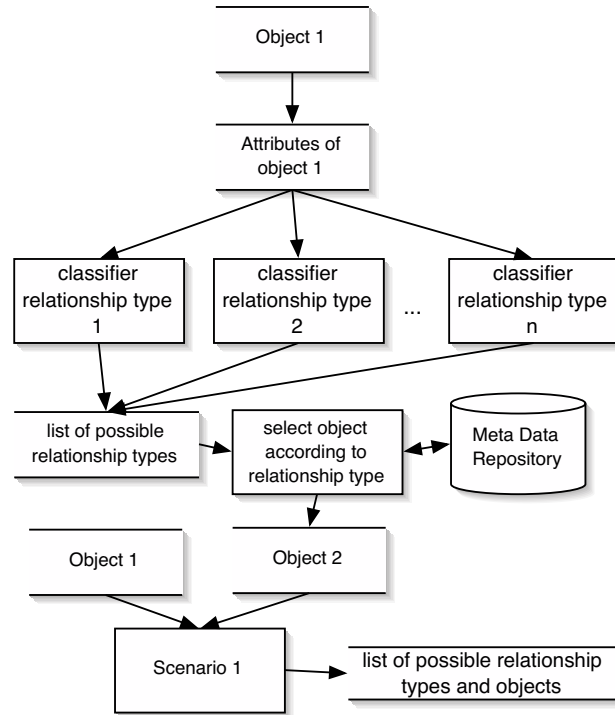 Object 1
Attributes of
object 1
classifier
relationship type
1
classifier
relationship type
2
...
classifier
relationship type
n
list of possible
relationship types
select object
according to
relationship type
Meta Data
Repository
Object 1
Object 2
Scenario 1
list of possible relationship
types and objects